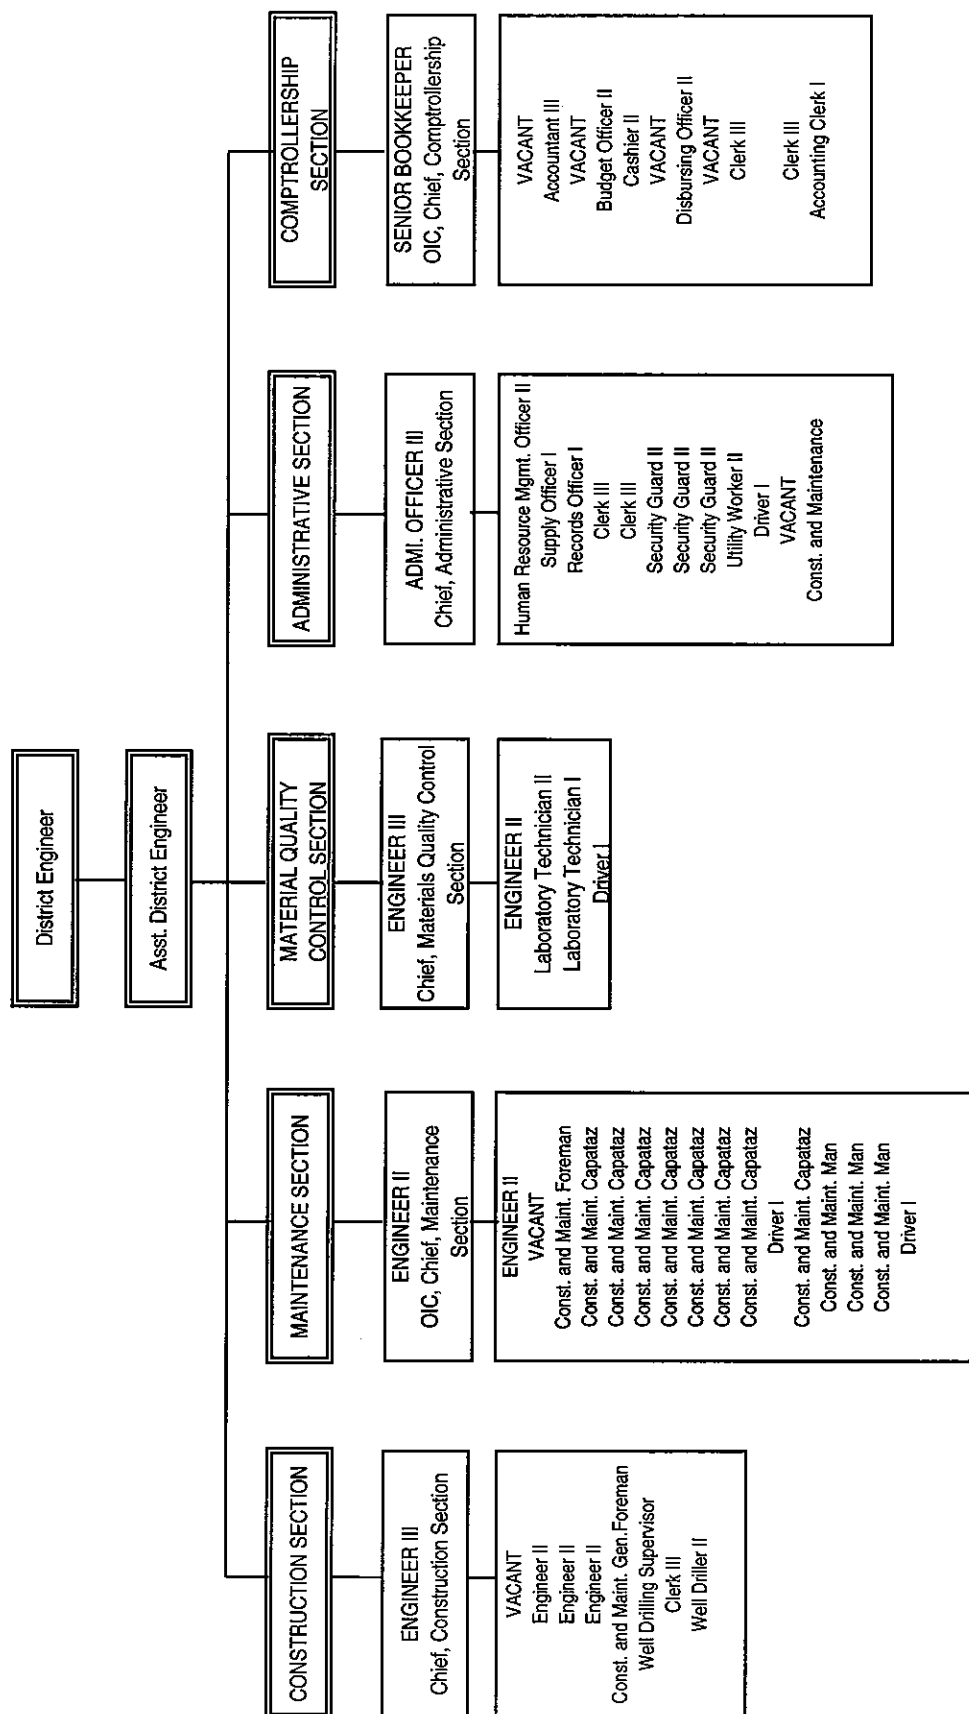 District Engineer
Asst. District Engineer
CONSTRUCTION SECTION
ENGINEER III
Chief, Construction Section
VACANT
Engineer II
Engineer II
Engineer II
Const. and Maint. Gen.Foreman
Well Drilling Supervisor
Clerk III
Well Driller II
MAINTENANCE SECTION
ENGINEER II
OIC, Chief, Maintenance
Section
ENGINEER II
VACANT
Const. and Maint. Foreman
Const. and Maint. Capataz
Const. and Maint. Capataz
Const. and Maint. Capataz
Const. and Maint. Capataz
Const. and Maint. Capataz
Const. and Maint. Capataz
Const. and Maint. Capataz
Driver I
Const. and Maint. Capataz
Const. and Maint. Man
Const. and Maint. Man
Const. and Maint. Man
Driver I
MATERIAL QUALITY
CONTROL SECTION
ENGINEER III
Chief, Materials Quality Control
Section
ENGINEER II
Laboratory Technician II
Laboratory Technician I
Driver I
ADMINISTRATIVE SECTION
ADMI. OFFICER III
Chief, Administrative Section
Human Resource Mgmt. Officer II
Supply Officer I
Records Officer I
Clerk III
Clerk III
Security Guard II
Security Guard II
Security Guard II
Utility Worker II
Driver I
VACANT
Const. and Maintenance
COMPTROLLERSHIP
SECTION
SENIOR BOOKKEEPER
OIC, Chief, Comptrollership
Section
VACANT
Accountant III
VACANT
Budget Officer II
Cashier II
VACANT
Disbursing Officer II
VACANT
Clerk III
Clerk III
Accounting Clerk I